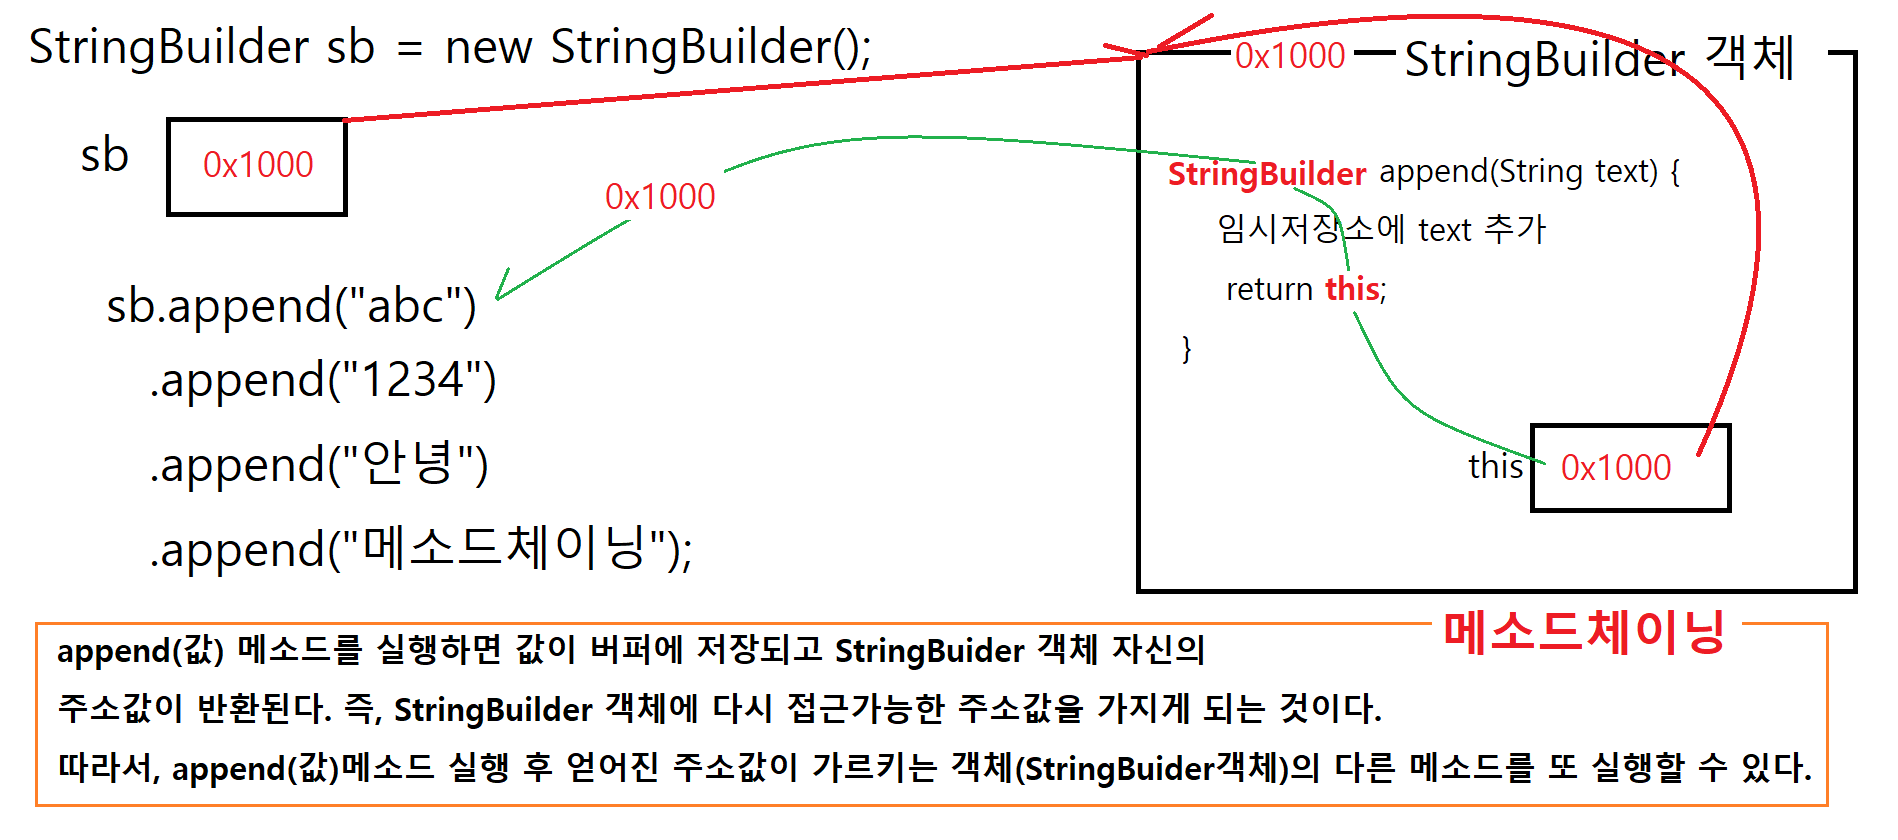 StringBuilder sb = new StringBuilder();
sb
0x1000
0x1000
sb.append("abc")
.append("1234")
.append("안녕")
.append("메소드체이닝");
0x1000
StringBuilder 객체
StringBuilder append(String text) {
임시저장소에 text 추가
return this;
}
this
0x1000
메소드체이닝
append(값) 메소드를 실행하면 값이 버퍼에 저장되고 StringBuider 객체 자신의
주소값이 반환된다. 즉, StringBuilder 객체에 다시 접근가능한 주소값을 가지게 되는 것이다.
따라서, append(값)메소드 실행 후 얻어진 주소값이 가르키는 객체(StringBuider객체)의 다른 메소드를 또 실행할 수 있다.